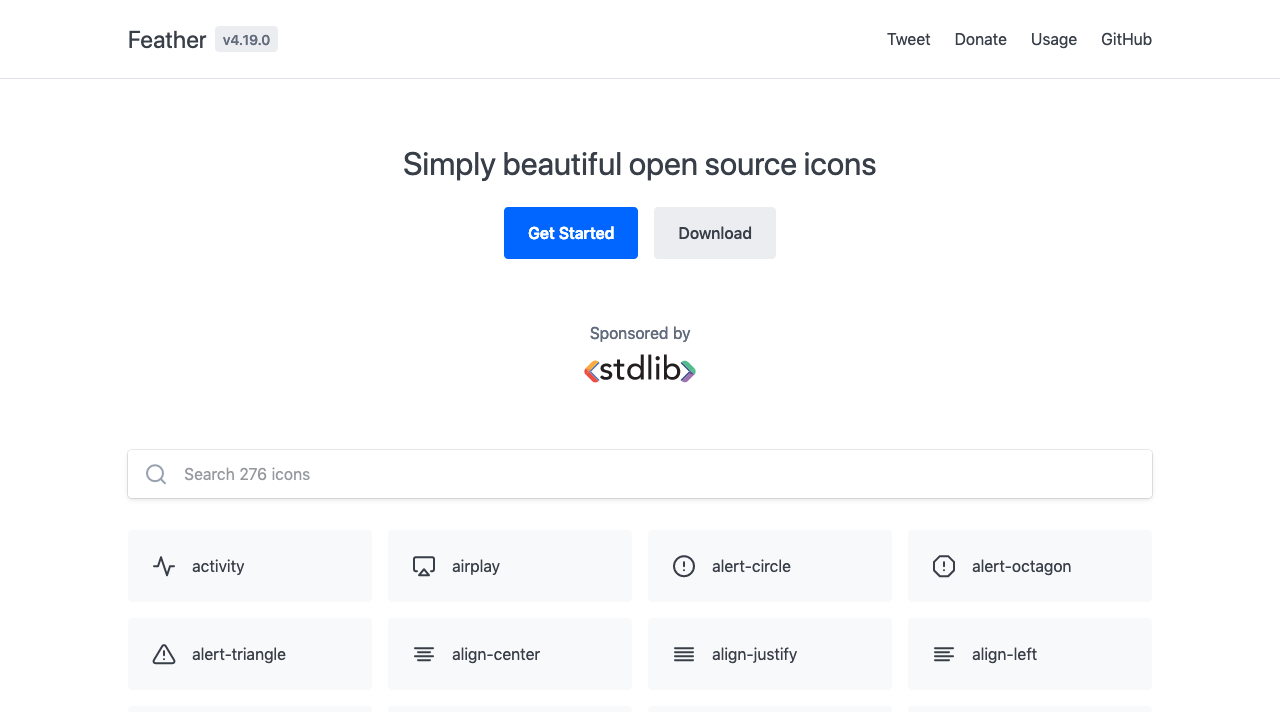 Feather v4.19.0 Tweet Donate Usage GitHub
Simply beautiful open source icons
Get Started Download
Sponsored by
<stdlib>
Search 276 icons
activity airplay alert-circle alert-octagon
alert-triangle align-center align-justify align-left